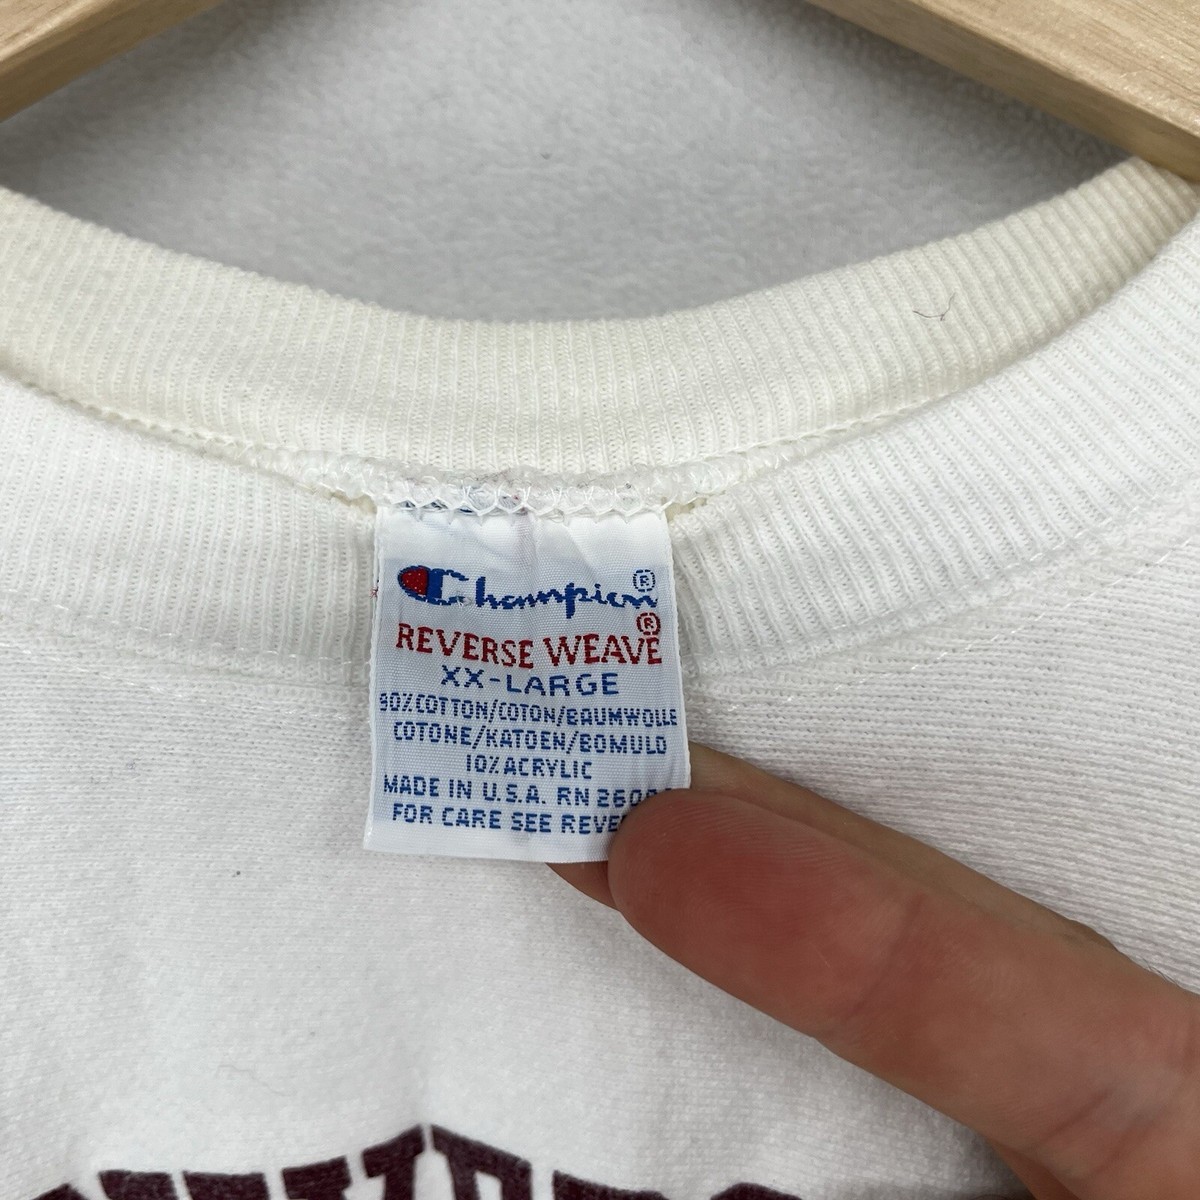 Champion®
REVERSE WEAVE®
XX-LARGE
90% COTTON/COTON/BAUMWOLLE
COTONE/KATOEN/BOMULD
10% ACRYLIC
MADE IN U.S.A. RN
FOR CARE SEE